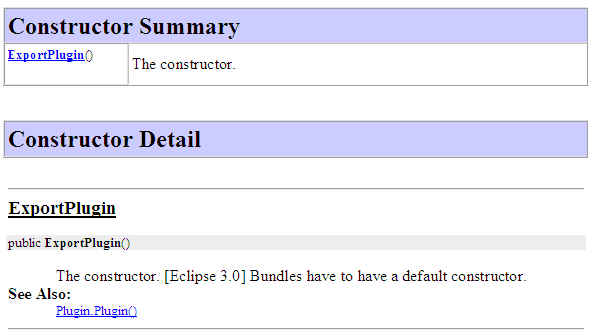 Constructor Summary
ExportPlugin()
The constructor.
Constructor Detail
ExportPlugin
public ExportPlugin()
The constructor. [Eclipse 3.0] Bundles have to have a default constructor.
See Also:
Plugin.Plugin()